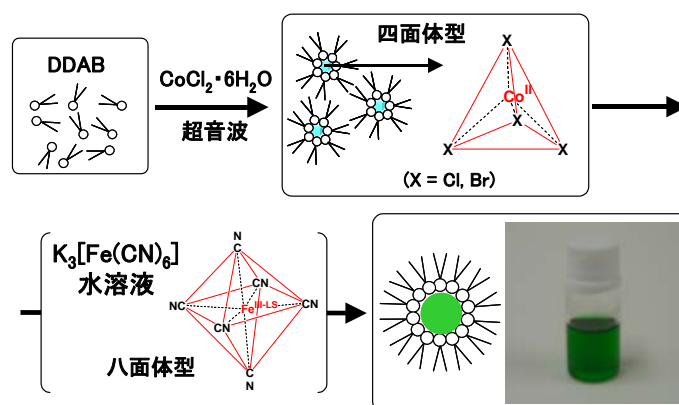 DDAB
CoCl₂・6H₂O
超音波
四面体型
X
Coᴵᴵ
X
X
X
(X = Cl, Br)
K₃[Fe(CN)₆]
水溶液
八面体型
N
C
CN
NC
Feᴵᴵᴵ⁻ᴸˢ
CN
CN
C
N